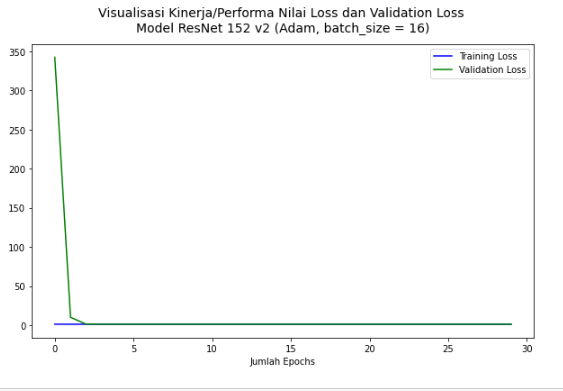 Visualisasi Kinerja/Performa Nilai Loss dan Validation Loss
Model ResNet 152 v2 (Adam, batch_size = 16)
Training Loss
Validation Loss
350
300
250
200
150
100
50
0
0 5 10 15 20 25 30
Jumlah Epochs